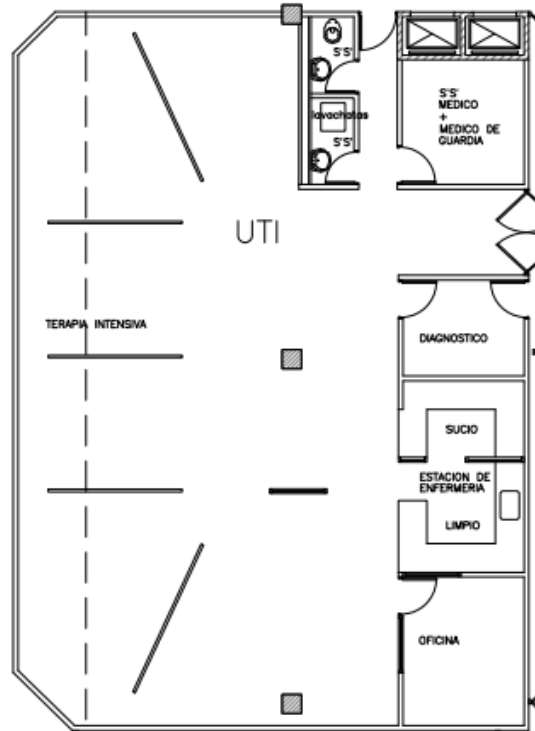 S'S'
lavachatas
S'S'
S'S'
MEDICO
+
MEDICO DE
GUARDIA
UTI
TERAPIA INTENSIVA
DIAGNOSTICO
SUCIO
ESTACION DE
ENFERMERIA
LIMPIO
OFICINA